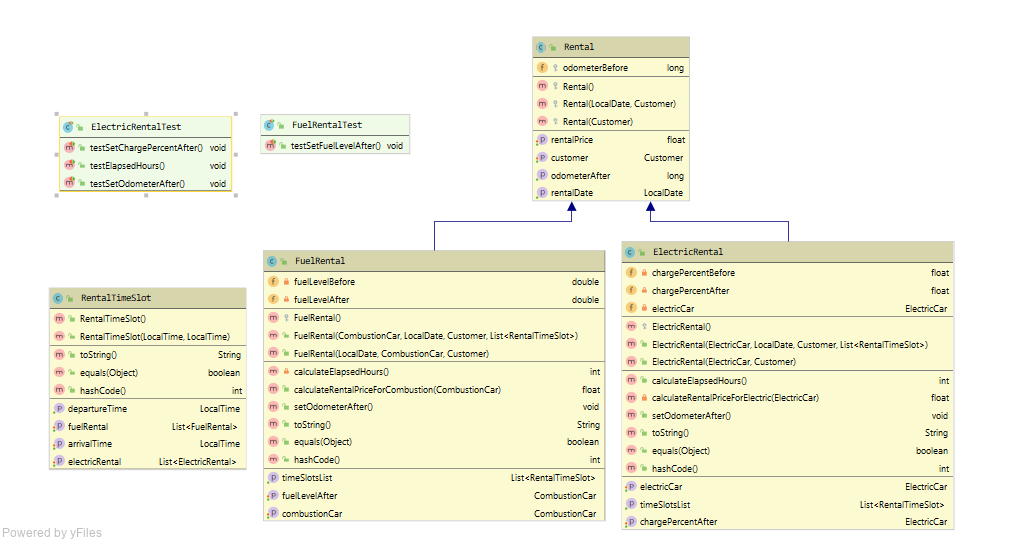 Rental
odometerBefore long
Rental()
Rental(LocalDate, Customer)
Rental(Customer)
rentalPrice float
customer Customer
odometerAfter long
rentalDate LocalDate
ElectricRentalTest
testSetChargePercentAfter() void
testElapsedHours() void
testSetOdometerAfter() void
FuelRentalTest
testSetFuelLevelAfter() void
RentalTimeSlot
RentalTimeSlot()
RentalTimeSlot(LocalTime, LocalTime)
toString() String
equals(Object) boolean
hashCode() int
departureTime LocalTime
fuelRental List<FuelRental>
arrivalTime LocalTime
electricRental List<ElectricRental>
FuelRental
fuelLevelBefore double
fuelLevelAfter double
FuelRental()
FuelRental(CombustionCar, LocalDate, Customer, List<RentalTimeSlot>)
FuelRental(LocalDate, CombustionCar, Customer)
calculateElapsedHours() int
calculateRentalPriceForCombustion(CombustionCar) float
setOdometerAfter() void
toString() String
equals(Object) boolean
hashCode() int
timeSlotsList List<RentalTimeSlot>
fuelLevelAfter CombustionCar
combustionCar CombustionCar
ElectricRental
chargePercentBefore float
chargePercentAfter float
electricCar ElectricCar
ElectricRental()
ElectricRental(ElectricCar, LocalDate, Customer, List<RentalTimeSlot>)
ElectricRental(ElectricCar, Customer)
calculateElapsedHours() int
calculateRentalPriceForElectric(ElectricCar) float
setOdometerAfter() void
toString() String
equals(Object) boolean
hashCode() int
electricCar ElectricCar
timeSlotsList List<RentalTimeSlot>
chargePercentAfter ElectricCar
Powered by yFiles